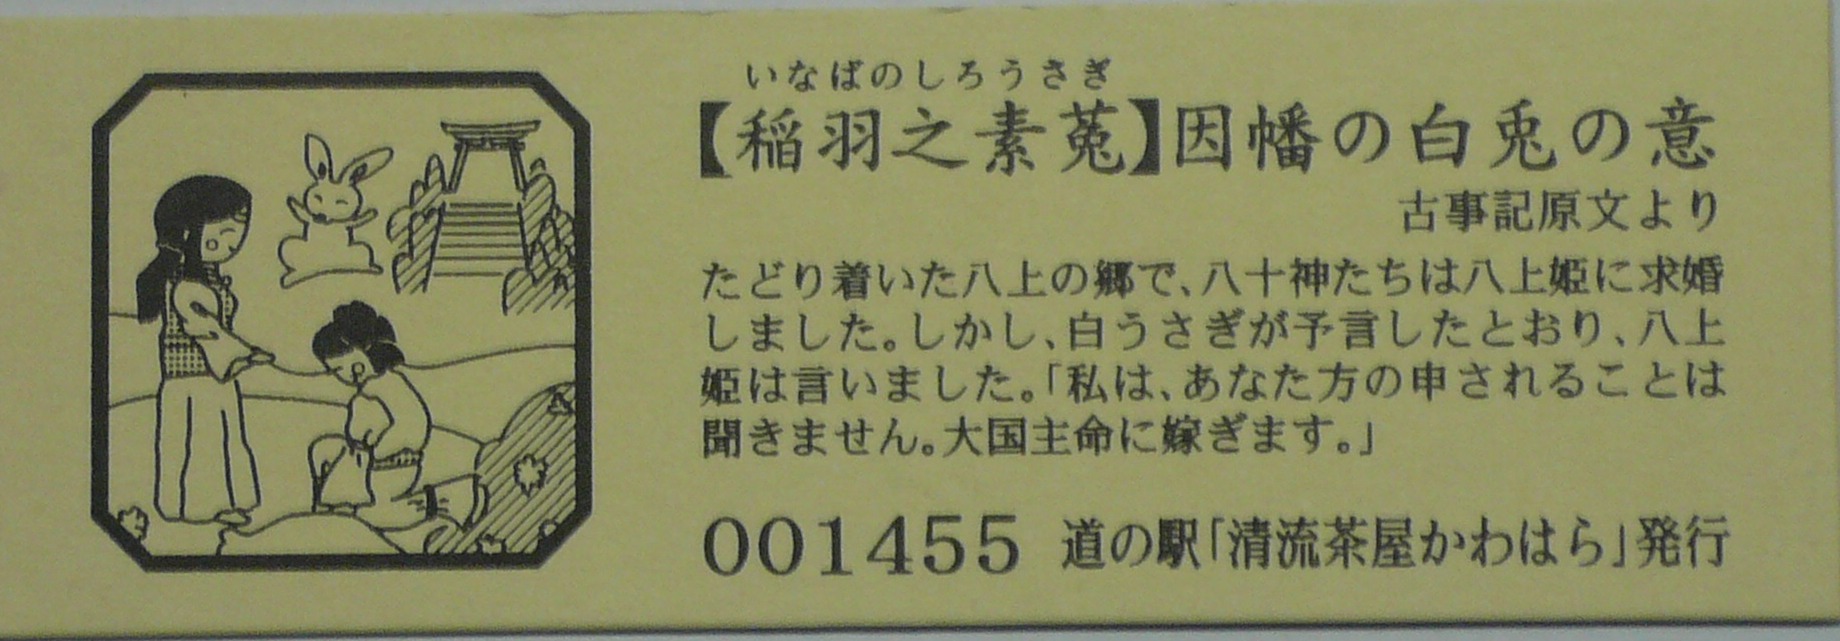 いなばのしろうさぎ
【稲羽之素菟】因幡の白兎の意
古事記原文より
たどり着いた八上の郷で、八十神たちは八上姫に求婚
しました。しかし、白うさぎが予言したとおり、八上
姫は言いました。「私は、あなた方の申されることは
聞きません。大国主命に嫁ぎます。」
001455 道の駅「清流茶屋かわはら」発行